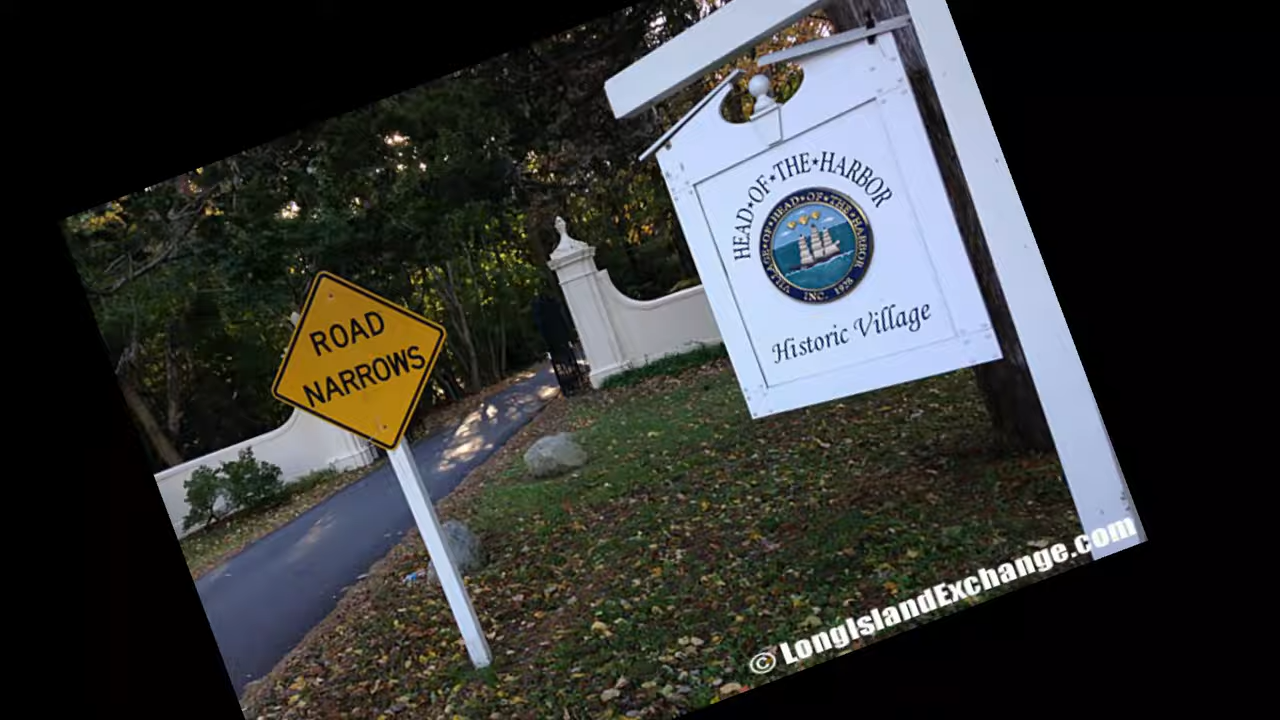 HEAD★OF★THE★HARBOR
VILLAGE★OF★HEAD★OF★THE★HARBOR
INC. 1928
Historic Village
ROAD
NARROWS
© LongIslandExchange.com